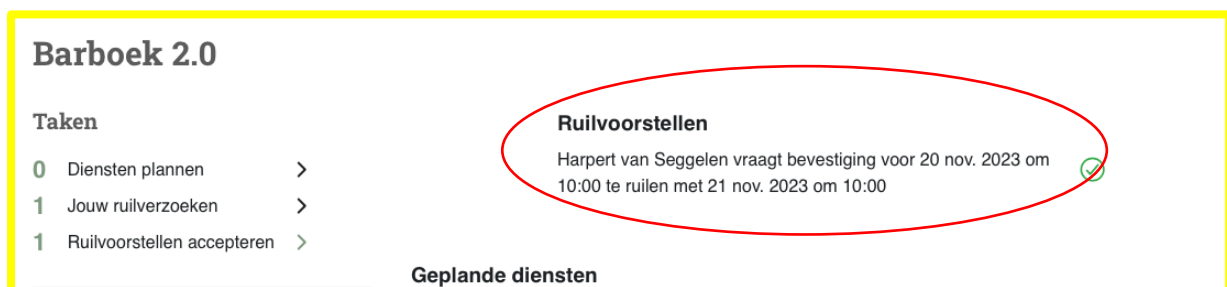 Barboek 2.0
Taken
0 Diensten plannen
1 Jouw ruilverzoeken
1 Ruilvoorstellen accepteren
Ruilvoorstellen
Harpert van Seggelen vraagt bevestiging voor 20 nov. 2023 om
10:00 te ruilen met 21 nov. 2023 om 10:00
Geplande diensten